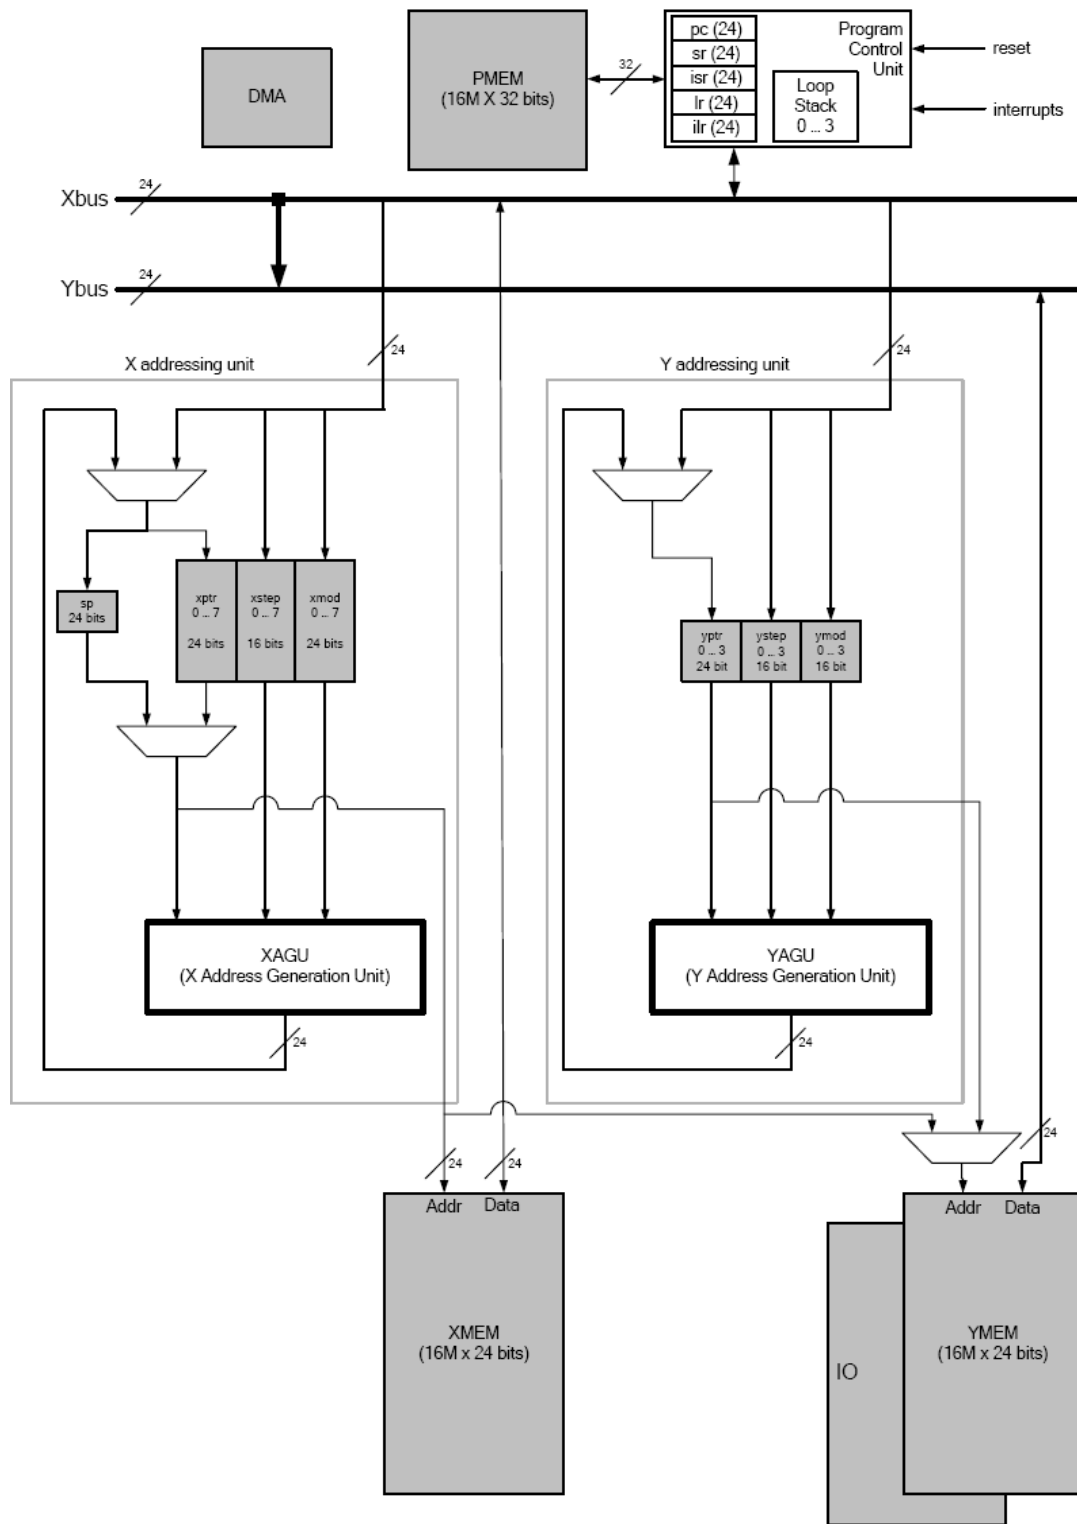 DMA
PMEM
(16M X 32 bits)
32
pc (24)
sr (24)
isr (24)
lr (24)
ilr (24)
Program
Control
Unit
Loop
Stack
0 ... 3
reset
interrupts
Xbus
24
Ybus
24
24
24
X addressing unit
Y addressing unit
sp
24 bits
xptr
0 ... 7
24 bits
xstep
0 ... 7
16 bits
xmod
0 ... 7
24 bits
yptr
0 ... 3
24 bit
ystep
0 ... 3
16 bit
ymod
0 ... 3
16 bit
XAGU
(X Address Generation Unit)
YAGU
(Y Address Generation Unit)
24
24
24
24
24
Addr Data
Addr Data
XMEM
(16M x 24 bits)
YMEM
(16M x 24 bits)
IO